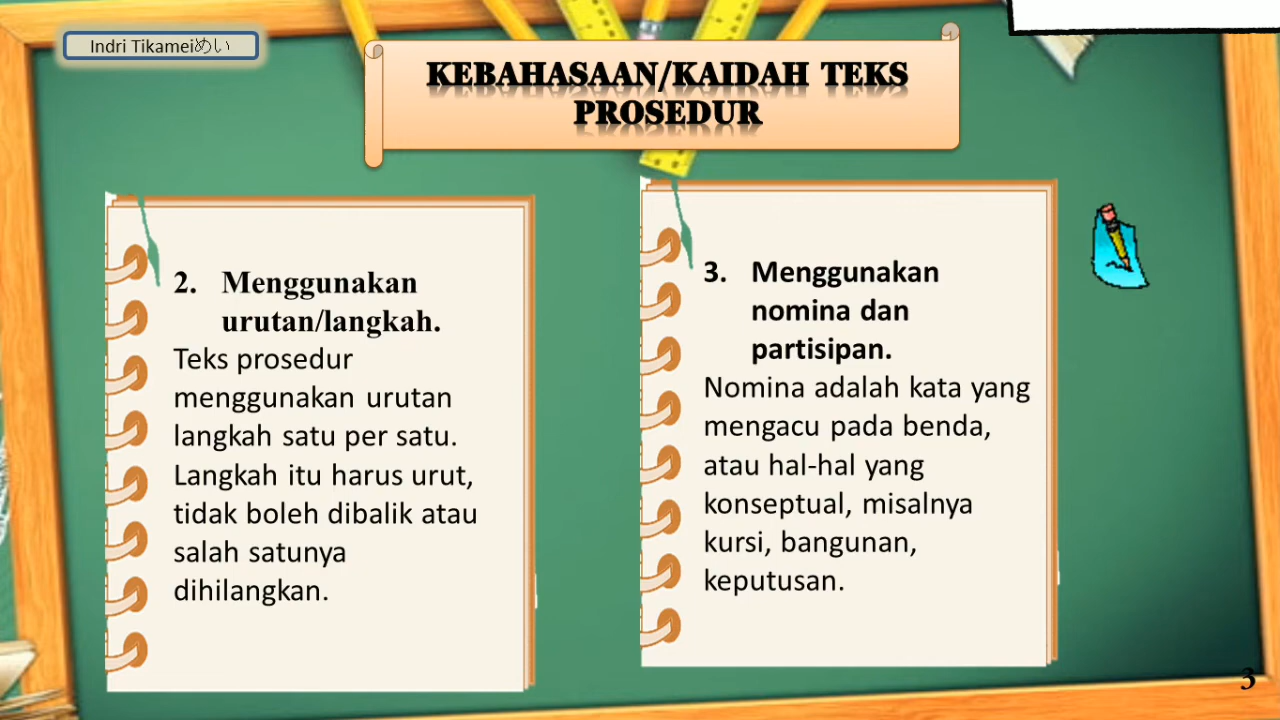 Indri Tikameiめい
KEBAHASAAN/KAIDAH TEKS
PROSEDUR
2. Menggunakan
urutan/langkah.
Teks prosedur
menggunakan urutan
langkah satu per satu.
Langkah itu harus urut,
tidak boleh dibalik atau
salah satunya
dihilangkan.
3. Menggunakan
nomina dan
partisipan.
Nomina adalah kata yang
mengacu pada benda,
atau hal-hal yang
konseptual, misalnya
kursi, bangunan,
keputusan.
3